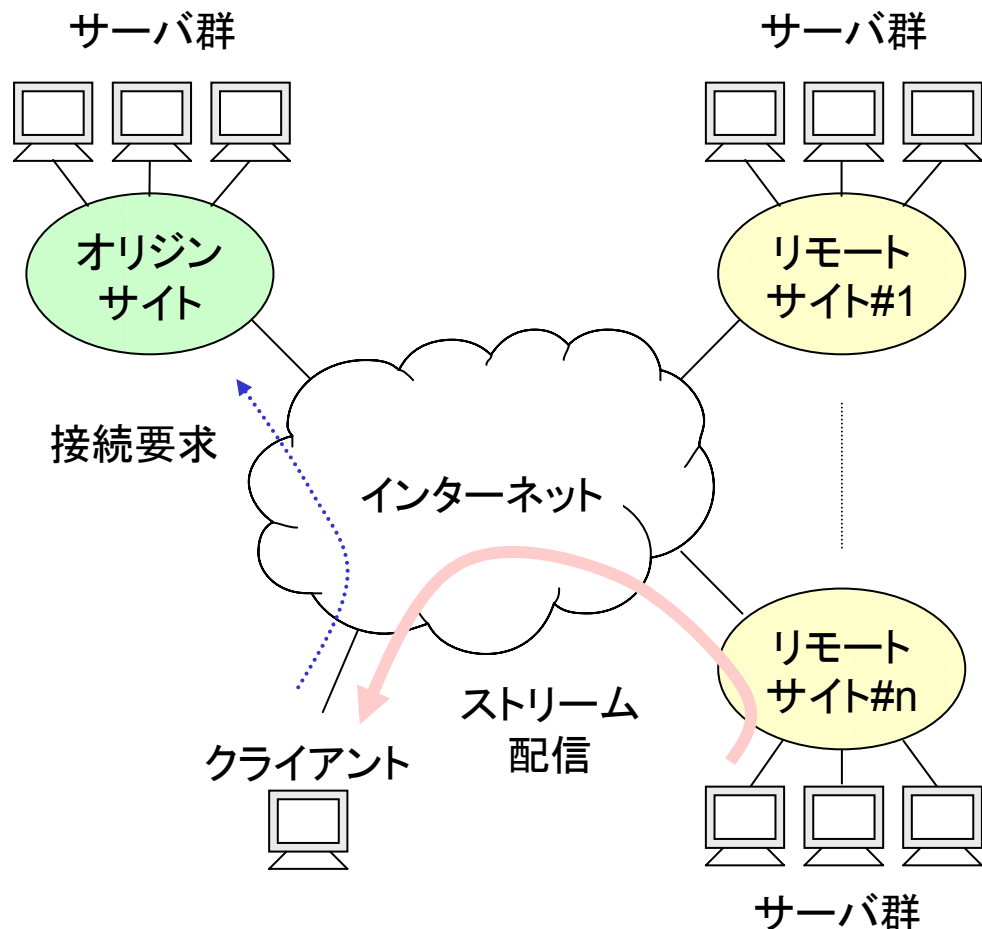 サーバ群
サーバ群
オリジン
サイト
リモート
サイト#1
接続要求
インターネット
リモート
サイト#n
ストリーム
配信
クライアント
サーバ群